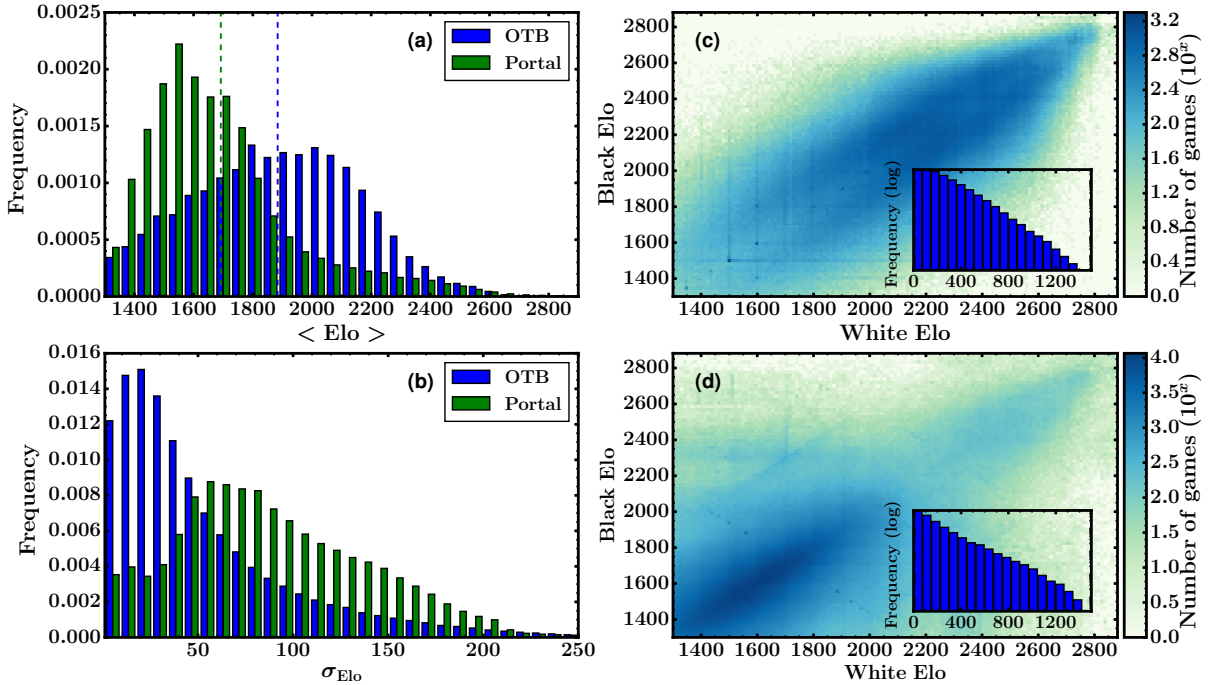 0.0025
0.0020
0.0015
0.0010
0.0005
0.0000
Frequency
(a)
OTB
Portal
1400 1600 1800 2000 2200 2400 2600 2800
< Elo >
2800
2600
2400
2200
2000
1800
1600
1400
Black Elo
(c)
Frequency (log)
0 400 800 1200
1400 1600 1800 2000 2200 2400 2600 2800
White Elo
3.2
2.8
2.4
2.0
1.6
1.2
0.8
0.4
0.0
Number of games (10^x)
0.016
0.014
0.012
0.010
0.008
0.006
0.004
0.002
0.000
Frequency
(b)
OTB
Portal
50 100 150 200 250
σ_Elo
2800
2600
2400
2200
2000
1800
1600
1400
Black Elo
(d)
Frequency (log)
0 400 800 1200
1400 1600 1800 2000 2200 2400 2600 2800
White Elo
4.0
3.5
3.0
2.5
2.0
1.5
1.0
0.5
0.0
Number of games (10^x)